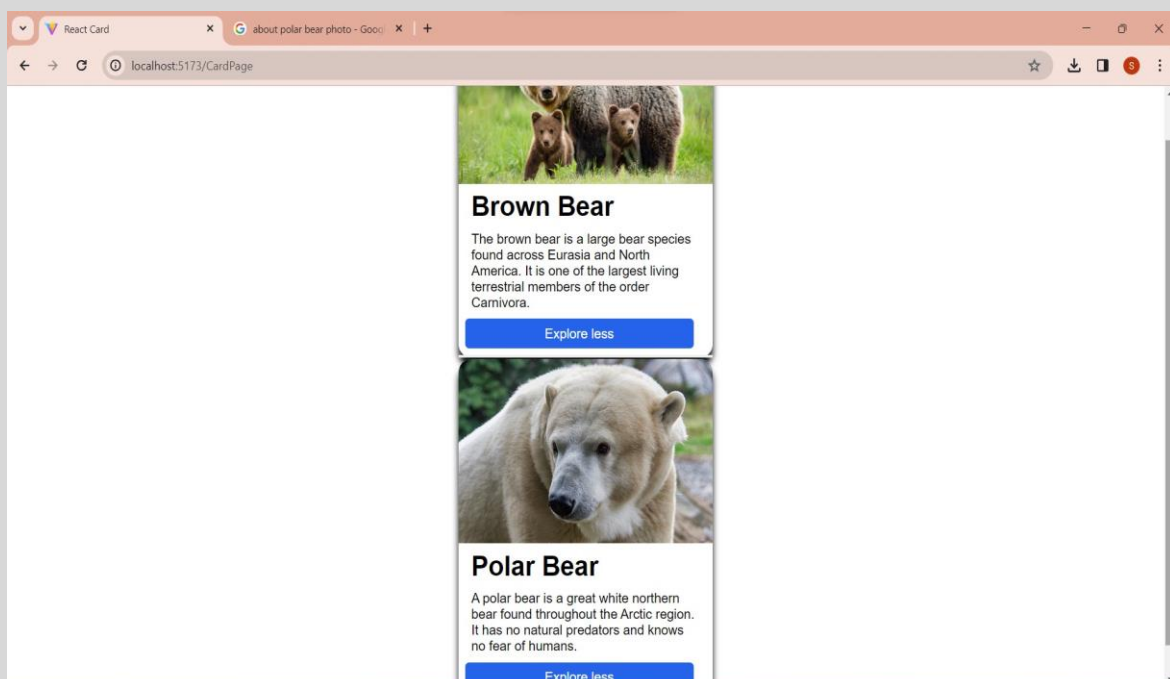 React Card
about polar bear photo - Goog
localhost:5173/CardPage
S
Brown Bear
The brown bear is a large bear species
found across Eurasia and North
America. It is one of the largest living
terrestrial members of the order
Carnivora.
Explore less
Polar Bear
A polar bear is a great white northern
bear found throughout the Arctic region.
It has no natural predators and knows
no fear of humans.
Explore less